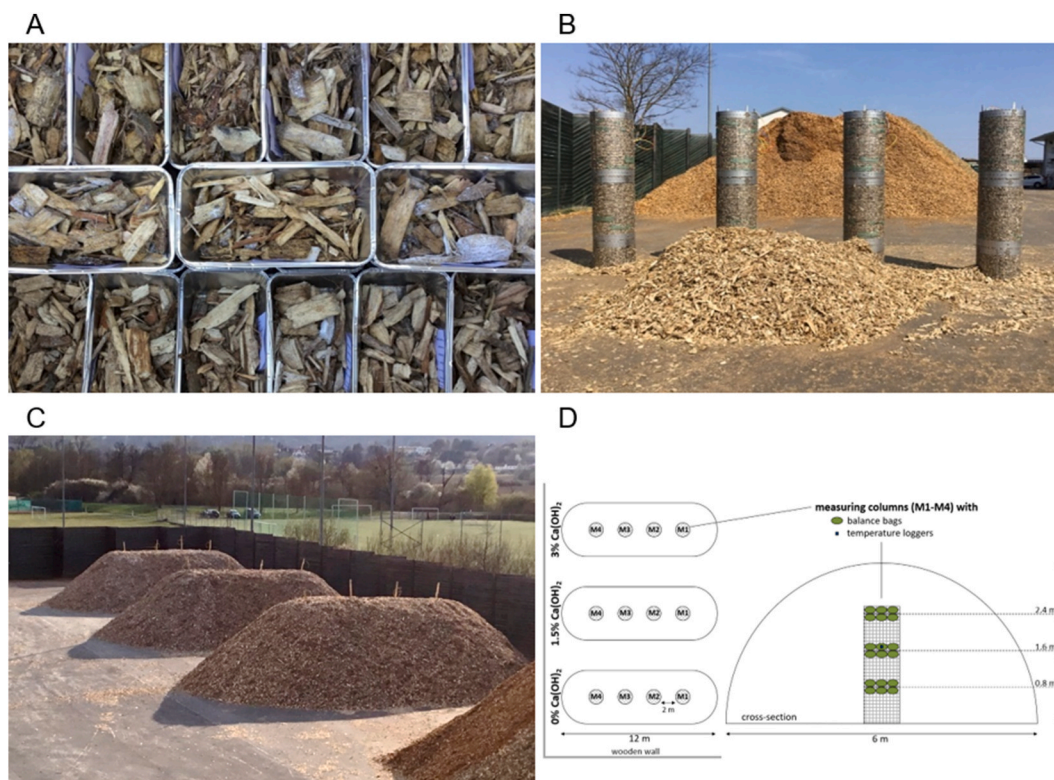 A
B
C
D
3% Ca(OH)₂
M4 M3 M2 M1
1.5% Ca(OH)₂
M4 M3 M2 M1
0% Ca(OH)₂
M4 M3 M2 M1
2 m
12 m
wooden wall
measuring columns (M1-M4) with
balance bags
temperature loggers
2.4 m
1.6 m
0.8 m
cross-section
6 m